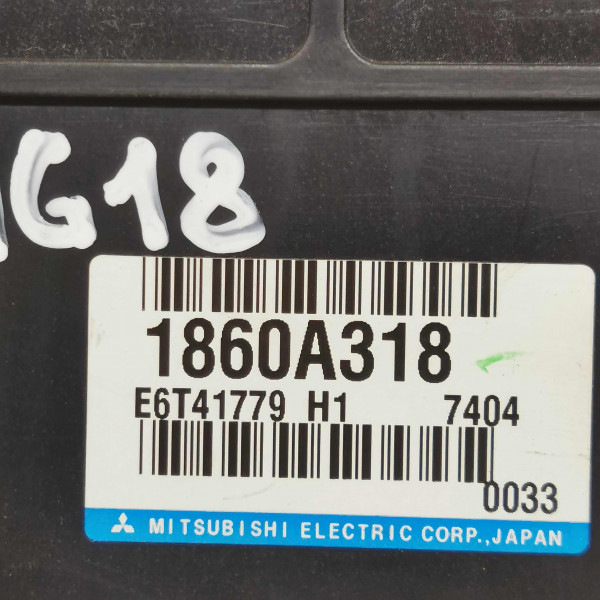 G18
1860A318
E6T41779 H1 7404
0033
MITSUBISHI ELECTRIC CORP.,JAPAN